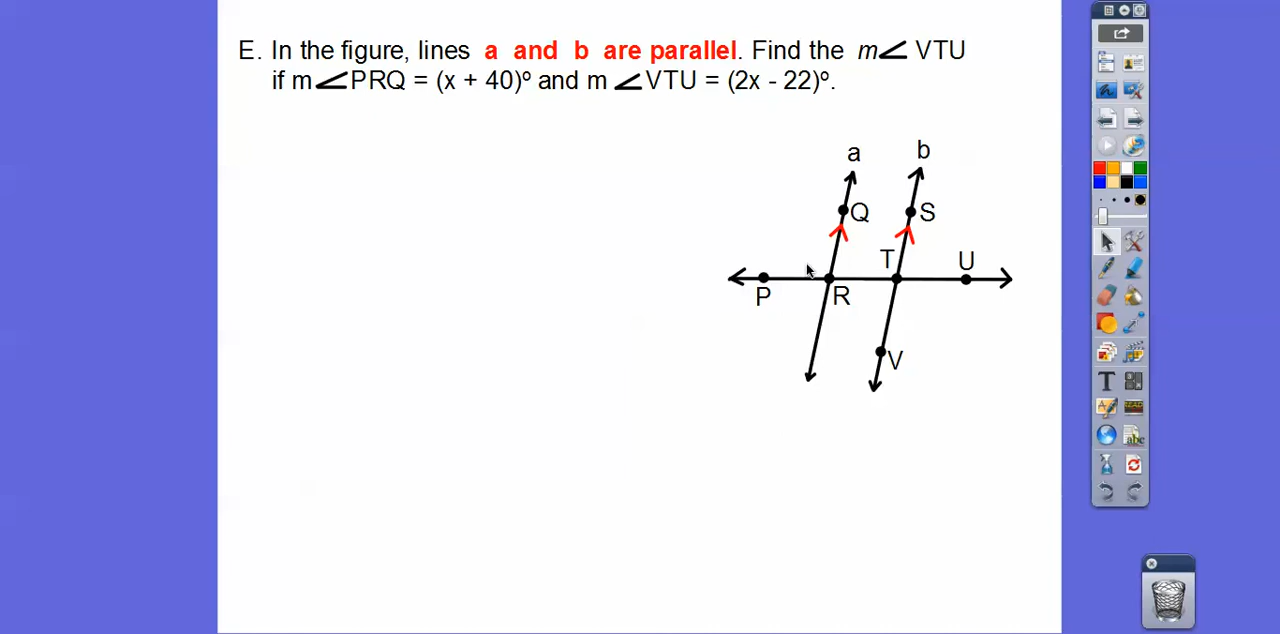 E. In the figure, lines a and b are parallel. Find the m∠ VTU
if m∠PRQ = (x + 40)º and m ∠VTU = (2x - 22)º.
a
b
Q
S
T
U
P
R
V